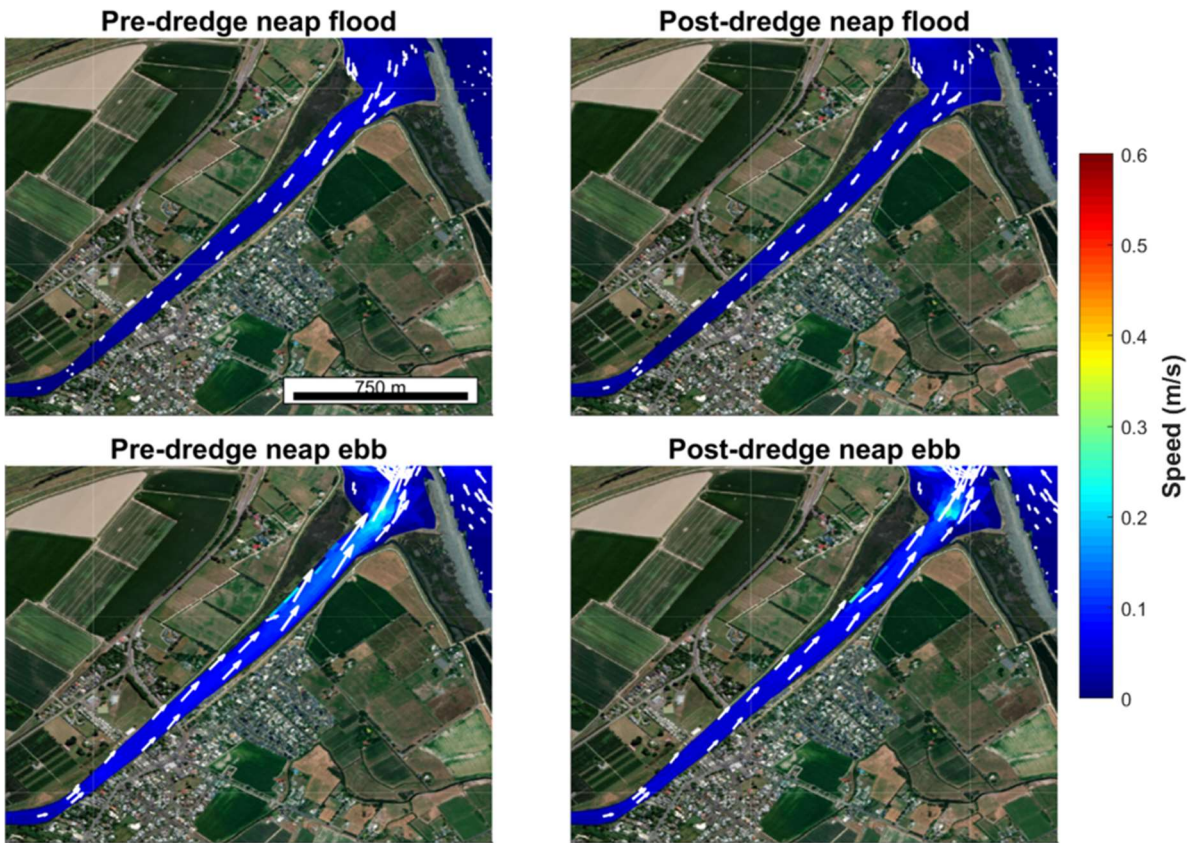 Pre-dredge neap flood
Post-dredge neap flood
750 m
Pre-dredge neap ebb
Post-dredge neap ebb
0.6
0.5
0.4
0.3
0.2
0.1
0
Speed (m/s)